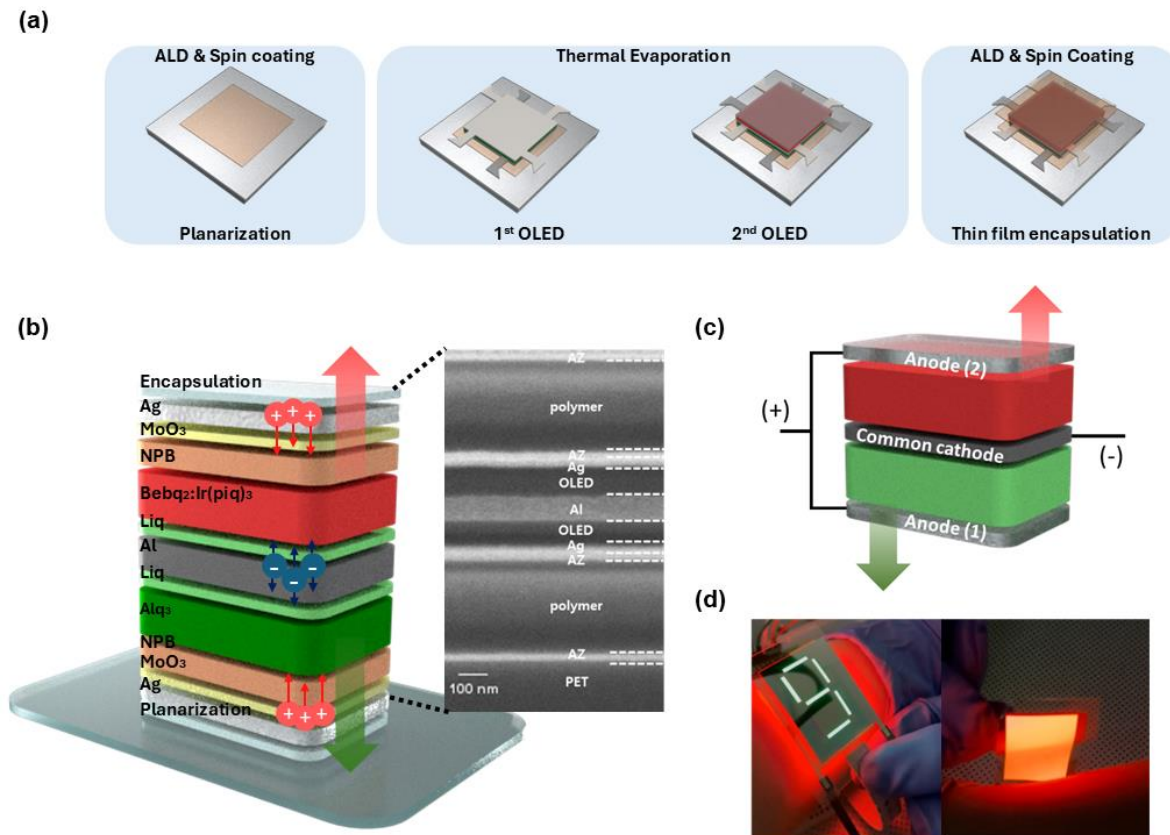 (a)
ALD & Spin coating
Planarization
Thermal Evaporation
1st OLED
2nd OLED
ALD & Spin Coating
Thin film encapsulation
(b)
Encapsulation
Ag
MoO₃
NPB
Bebq₂:Ir(piq)₃
Liq
Al
Liq
Alq₃
NPB
MoO₃
Ag
Planarization
+ + +
- - -
+ + +
AZ
polymer
AZ
Ag
OLED
Al
OLED
Ag
AZ
polymer
AZ
100 nm
PET
(c)
Anode (2)
(+)
Common cathode
(-)
Anode (1)
(d)